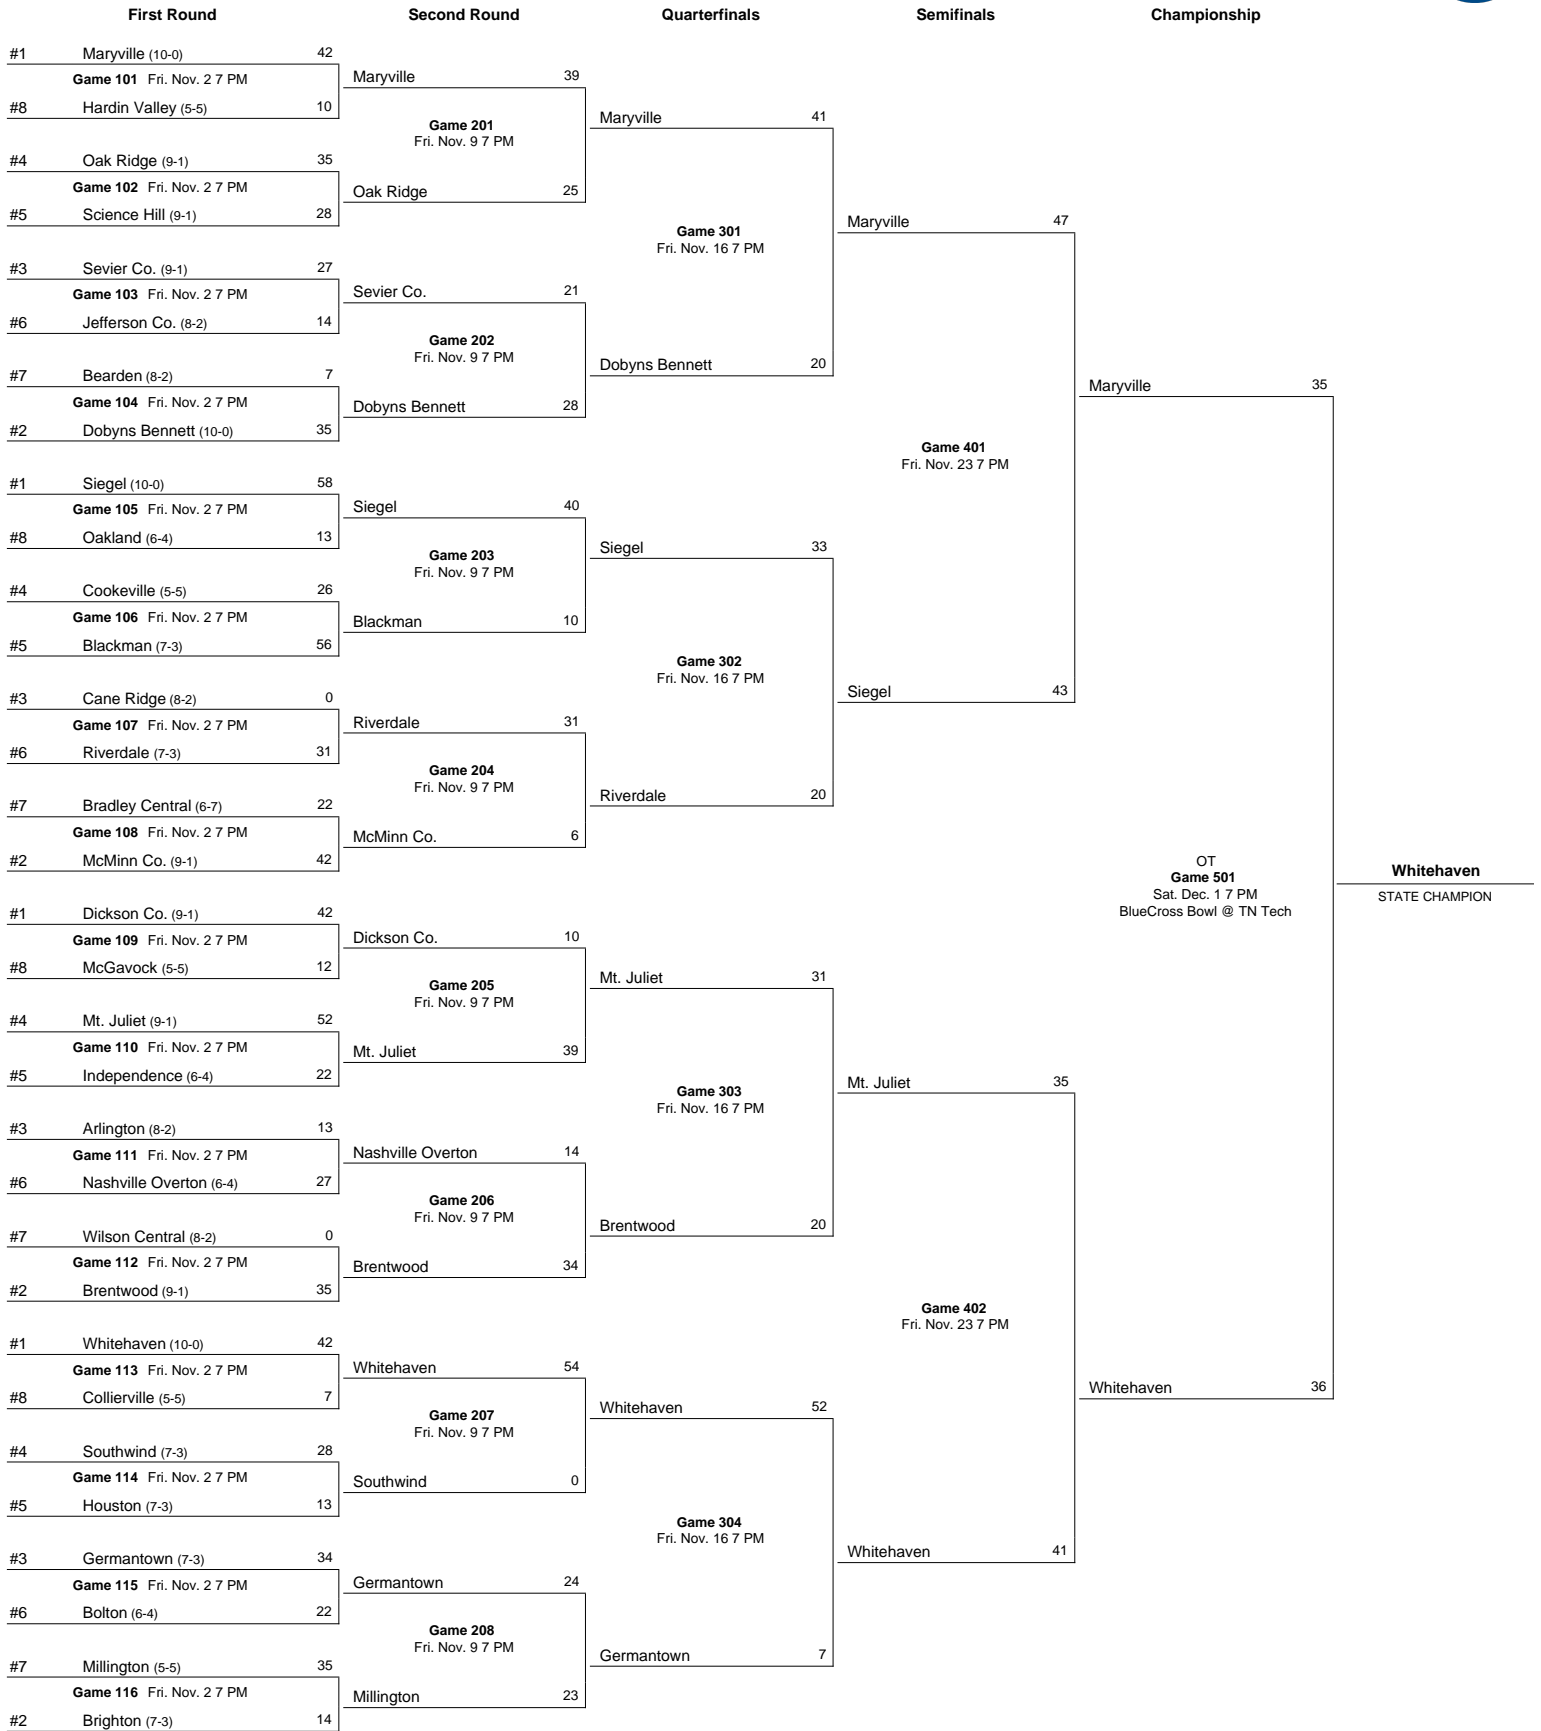 First Round
Second Round
Quarterfinals
Semifinals
Championship
#1 Maryville (10-0) 42
Game 101 Fri. Nov. 2 7 PM
#8 Hardin Valley (5-5) 10
#4 Oak Ridge (9-1) 35
Game 102 Fri. Nov. 2 7 PM
#5 Science Hill (9-1) 28
#3 Sevier Co. (9-1) 27
Game 103 Fri. Nov. 2 7 PM
#6 Jefferson Co. (8-2) 14
#7 Bearden (8-2) 7
Game 104 Fri. Nov. 2 7 PM
#2 Dobyns Bennett (10-0) 35
#1 Siegel (10-0) 58
Game 105 Fri. Nov. 2 7 PM
#8 Oakland (6-4) 13
#4 Cookeville (5-5) 26
Game 106 Fri. Nov. 2 7 PM
#5 Blackman (7-3) 56
#3 Cane Ridge (8-2) 0
Game 107 Fri. Nov. 2 7 PM
#6 Riverdale (7-3) 31
#7 Bradley Central (6-7) 22
Game 108 Fri. Nov. 2 7 PM
#2 McMinn Co. (9-1) 42
#1 Dickson Co. (9-1) 42
Game 109 Fri. Nov. 2 7 PM
#8 McGavock (5-5) 12
#4 Mt. Juliet (9-1) 52
Game 110 Fri. Nov. 2 7 PM
#5 Independence (6-4) 22
#3 Arlington (8-2) 13
Game 111 Fri. Nov. 2 7 PM
#6 Nashville Overton (6-4) 27
#7 Wilson Central (8-2) 0
Game 112 Fri. Nov. 2 7 PM
#2 Brentwood (9-1) 35
#1 Whitehaven (10-0) 42
Game 113 Fri. Nov. 2 7 PM
#8 Collierville (5-5) 7
#4 Southwind (7-3) 28
Game 114 Fri. Nov. 2 7 PM
#5 Houston (7-3) 13
#3 Germantown (7-3) 34
Game 115 Fri. Nov. 2 7 PM
#6 Bolton (6-4) 22
#7 Millington (5-5) 35
Game 116 Fri. Nov. 2 7 PM
#2 Brighton (7-3) 14
Maryville 39
Game 201
Fri. Nov. 9 7 PM
Oak Ridge 25
Sevier Co. 21
Game 202
Fri. Nov. 9 7 PM
Dobyns Bennett 28
Siegel 40
Game 203
Fri. Nov. 9 7 PM
Blackman 10
Riverdale 31
Game 204
Fri. Nov. 9 7 PM
McMinn Co. 6
Dickson Co. 10
Game 205
Fri. Nov. 9 7 PM
Mt. Juliet 39
Nashville Overton 14
Game 206
Fri. Nov. 9 7 PM
Brentwood 34
Whitehaven 54
Game 207
Fri. Nov. 9 7 PM
Southwind 0
Germantown 24
Game 208
Fri. Nov. 9 7 PM
Millington 23
Maryville 41
Game 301
Fri. Nov. 16 7 PM
Dobyns Bennett 20
Siegel 33
Game 302
Fri. Nov. 16 7 PM
Riverdale 20
Mt. Juliet 31
Game 303
Fri. Nov. 16 7 PM
Brentwood 20
Whitehaven 52
Game 304
Fri. Nov. 16 7 PM
Germantown 7
Maryville 47
Game 401
Fri. Nov. 23 7 PM
Siegel 43
Mt. Juliet 35
Game 402
Fri. Nov. 23 7 PM
Whitehaven 41
Maryville 35
OT
Game 501
Sat. Dec. 1 7 PM
BlueCross Bowl @ TN Tech
Whitehaven 36
Whitehaven
STATE CHAMPION